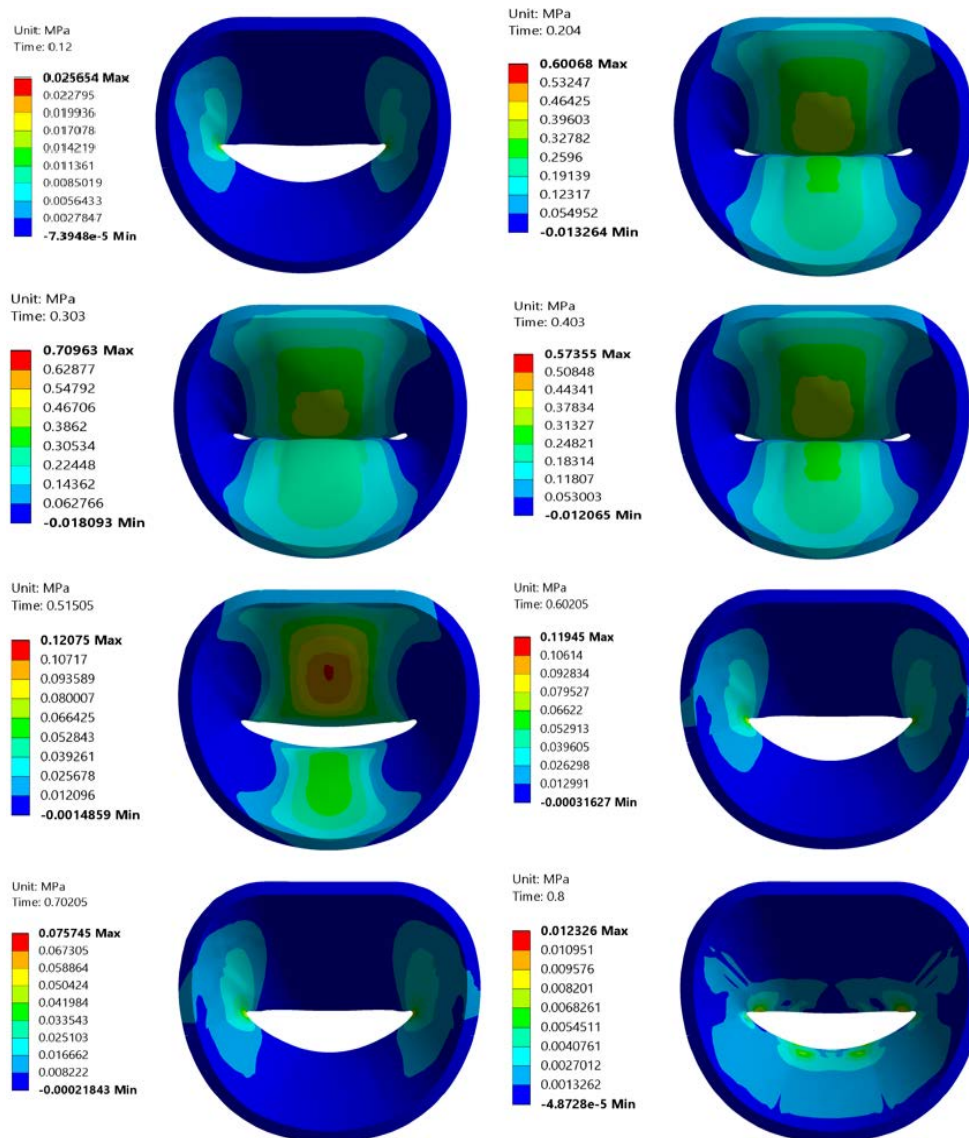 Unit: MPa
Time: 0.12
0.025654 Max
0.022795
0.019936
0.017078
0.014219
0.011361
0.0085019
0.0056433
0.0027847
-7.3948e-5 Min
Unit: MPa
Time: 0.204
0.60068 Max
0.53247
0.46425
0.39603
0.32782
0.2596
0.19139
0.12317
0.054952
-0.013264 Min
Unit: MPa
Time: 0.303
0.70963 Max
0.62877
0.54792
0.46706
0.3862
0.30534
0.22448
0.14362
0.062766
-0.018093 Min
Unit: MPa
Time: 0.403
0.57355 Max
0.50848
0.44341
0.37834
0.31327
0.24821
0.18314
0.11807
0.053003
-0.012065 Min
Unit: MPa
Time: 0.51505
0.12075 Max
0.10717
0.093589
0.080007
0.066425
0.052843
0.039261
0.025678
0.012096
-0.0014859 Min
Unit: MPa
Time: 0.60205
0.11945 Max
0.10614
0.092834
0.079527
0.06622
0.052913
0.039605
0.026298
0.012991
-0.00031627 Min
Unit: MPa
Time: 0.70205
0.075745 Max
0.067305
0.058864
0.050424
0.041984
0.033543
0.025103
0.016662
0.008222
-0.00021843 Min
Unit: MPa
Time: 0.8
0.012326 Max
0.010951
0.009576
0.008201
0.0068261
0.0054511
0.0040761
0.0027012
0.0013262
-4.8728e-5 Min